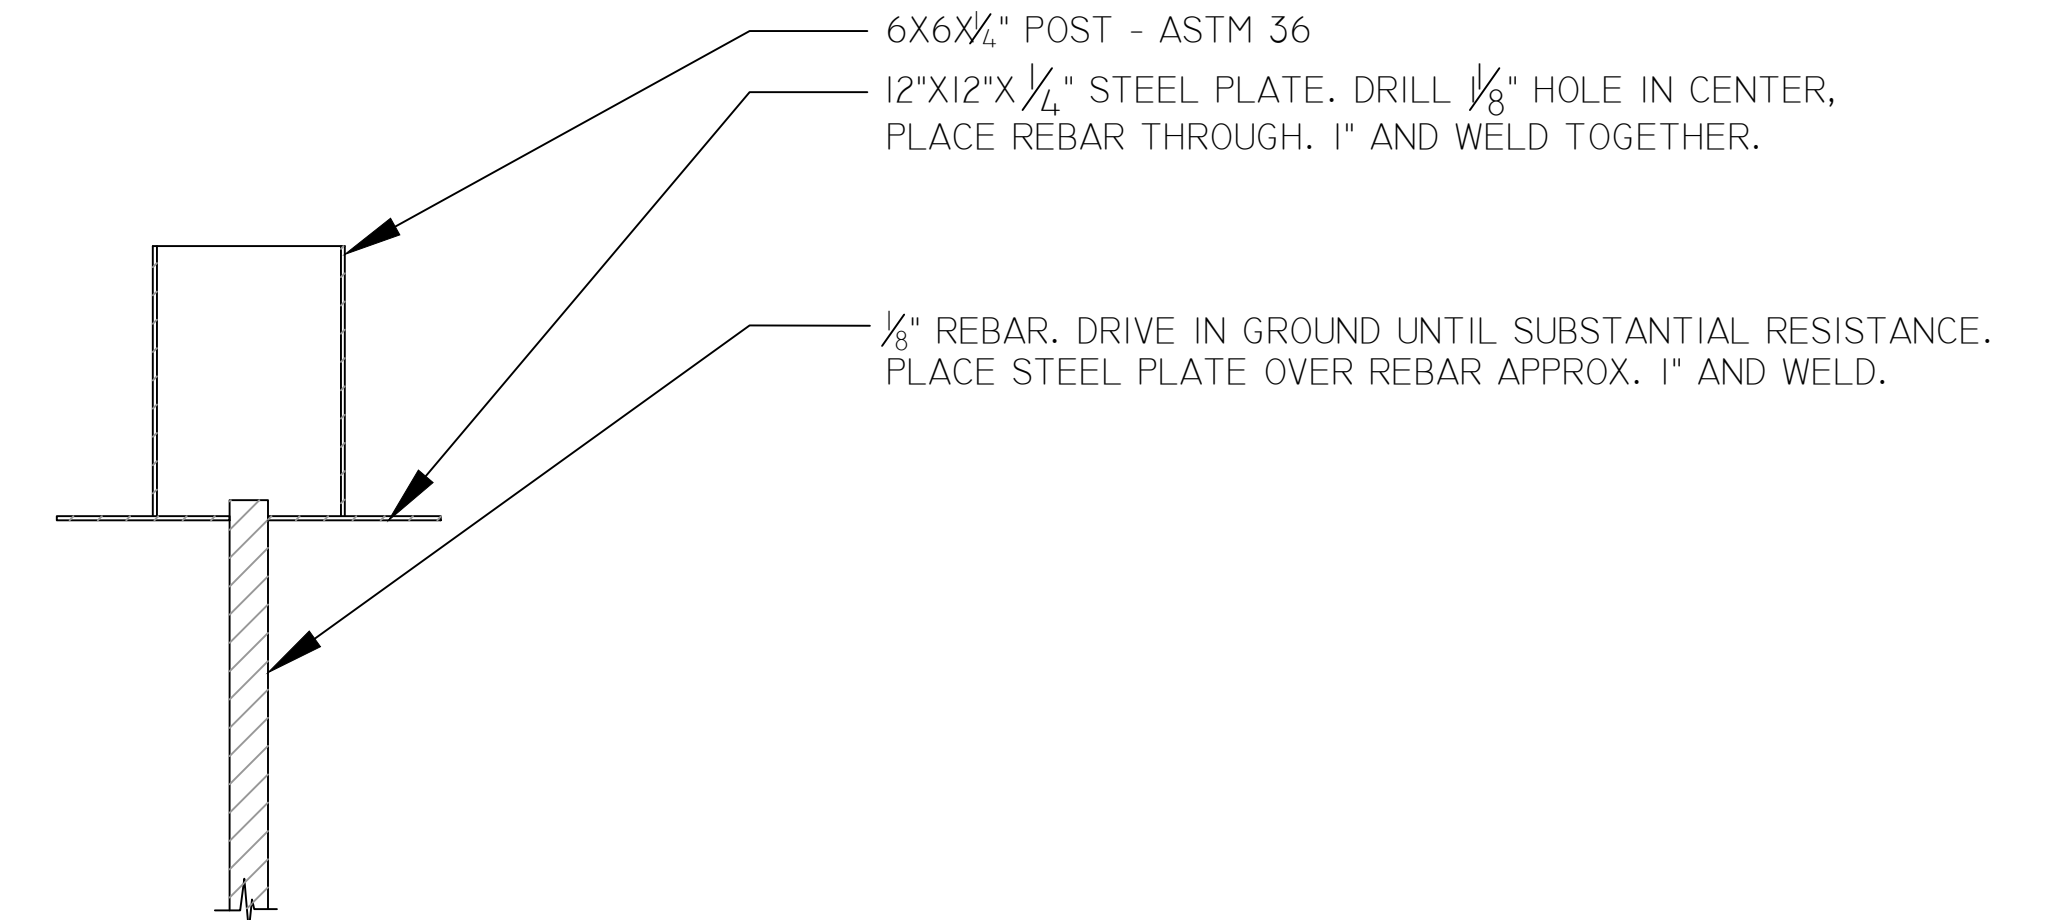 6X6X1/4" POST - ASTM 36
12"X12"X 1/4" STEEL PLATE. DRILL 1/8" HOLE IN CENTER,
PLACE REBAR THROUGH. 1" AND WELD TOGETHER.
1/8" REBAR. DRIVE IN GROUND UNTIL SUBSTANTIAL RESISTANCE.
PLACE STEEL PLATE OVER REBAR APPROX. 1" AND WELD.